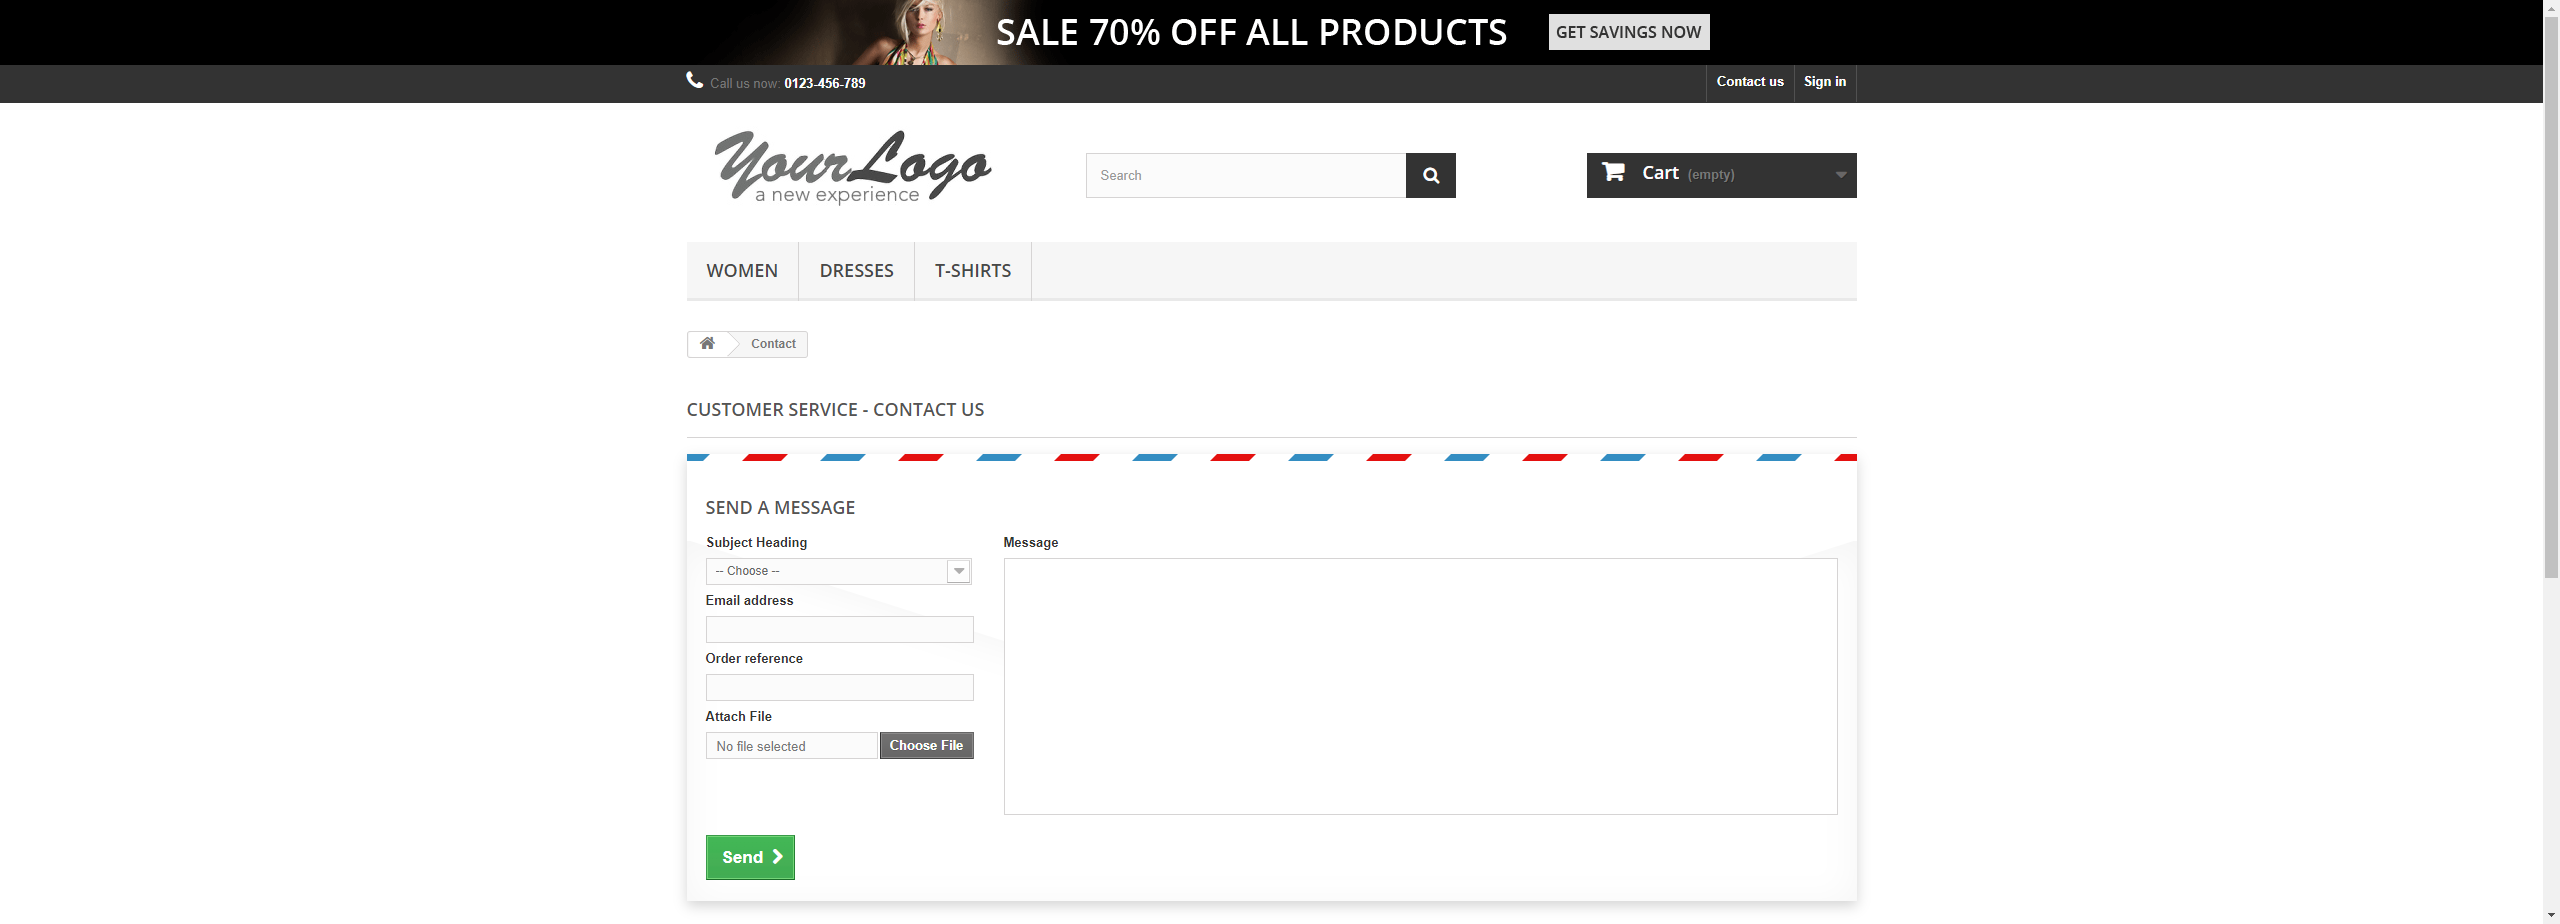 SALE 70% OFF ALL PRODUCTS GET SAVINGS NOW
Call us now: 0123-456-789 Contact us Sign in
Your Logo
a new experience
Search
Cart (empty)
WOMEN DRESSES T-SHIRTS
Contact
CUSTOMER SERVICE - CONTACT US
SEND A MESSAGE
Subject Heading
-- Choose --
Email address
Order reference
Attach File
No file selected Choose File
Message
Send